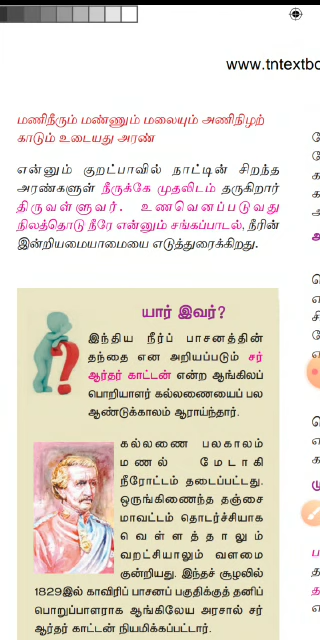 www.tntextbo
மணிநீரும் மண்ணும் மலையும் அணிநிழற்
காடும் உடையது அரண்
என்னும் குறட்பாவில் நாட்டின் சிறந்த
அரண்களுள் நீருக்கே முதலிடம் தருகிறார்
திருவள்ளுவர். உணவெனப்படுவது
நிலத்தொடு நீரே என்னும் சங்கப்பாடல், நீரின்
இன்றியமையாமையை எடுத்துரைக்கிறது.
யார் இவர்?
இந்திய நீர்ப் பாசனத்தின்
தந்தை என அறியப்படும் சர்
ஆர்தர் காட்டன் என்ற ஆங்கிலப்
பொறியாளர் கல்லணையைப் பல
ஆண்டுக்காலம் ஆராய்ந்தார்.
கல்லணை பலகாலம்
மணல் மேடாகி
நீரோட்டம் தடைப்பட்டது.
ஒருங்கிணைந்த தஞ்சை
மாவட்டம் தொடர்ச்சியாக
வெள்ளத்தாலும்
வறட்சியாலும் வளமை
குன்றியது. இந்தச் சூழலில்
1829இல் காவிரிப் பாசனப் பகுதிக்குத் தனிப்
பொறுப்பாளராக ஆங்கிலேய அரசால் சர்
ஆர்தர் காட்டன் நியமிக்கப்பட்டார்.